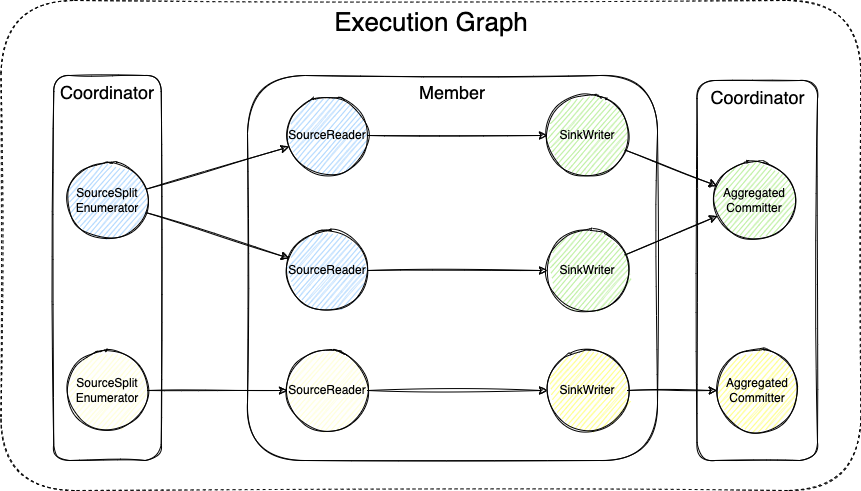 Execution Graph
Coordinator
Member
Coordinator
SourceReader
SinkWriter
SourceSplit
Enumerator
Aggregated
Committer
SourceReader
SinkWriter
SourceSplit
Enumerator
SourceReader
SinkWriter
Aggregated
Committer